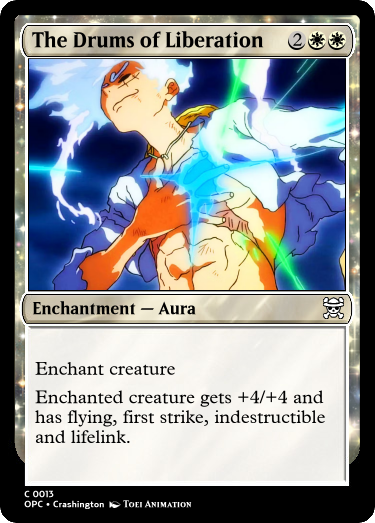 The Drums of Liberation 2
Enchantment — Aura
Enchant creature
Enchanted creature gets +4/+4 and
has flying, first strike, indestructible
and lifelink.
C 0013
OPC • Crashington Toei Animation